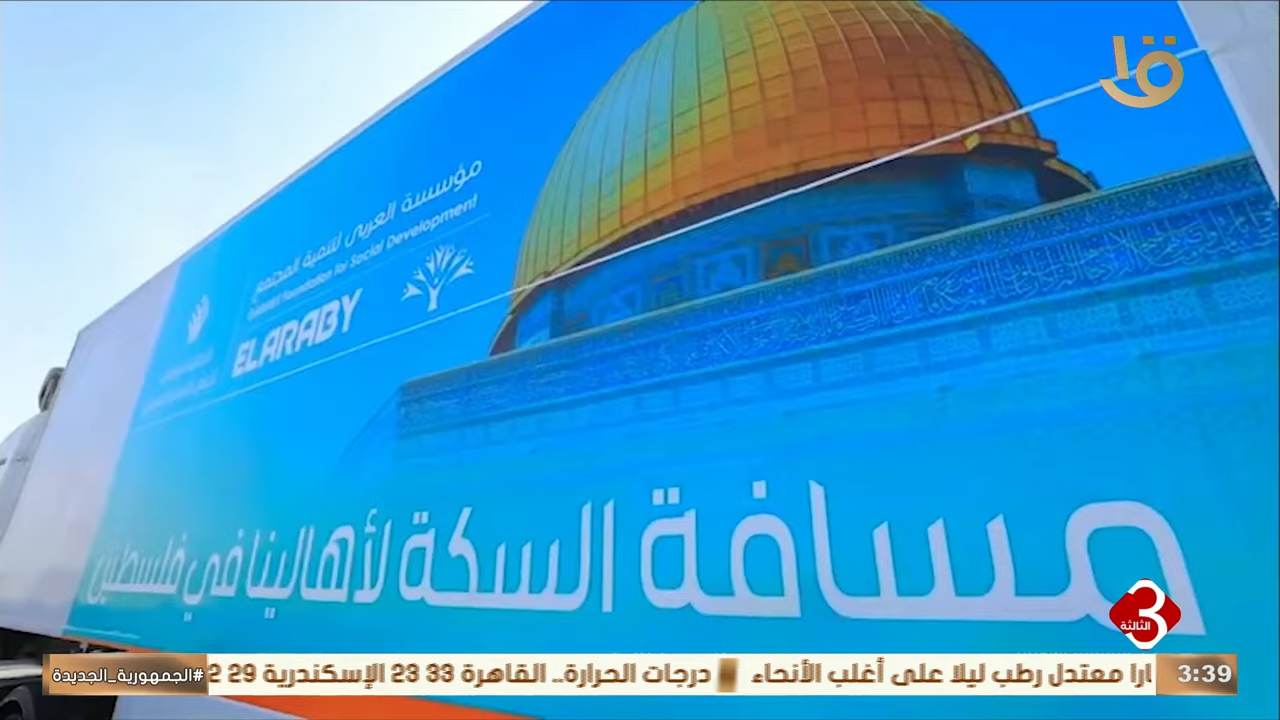 مؤسسة العربي لتنمية المجتمع
Elaraby Foundation for Social Development
ELARABY
مسافة السكة لأهالينا في فلسطين
3
الثالثة
3:39
ارا معتدل رطب ليلا على أغلب الأنحاء
درجات الحرارة.. القاهرة 33 23 الإسكندرية 29 2
#الجمهورية_الجديدة